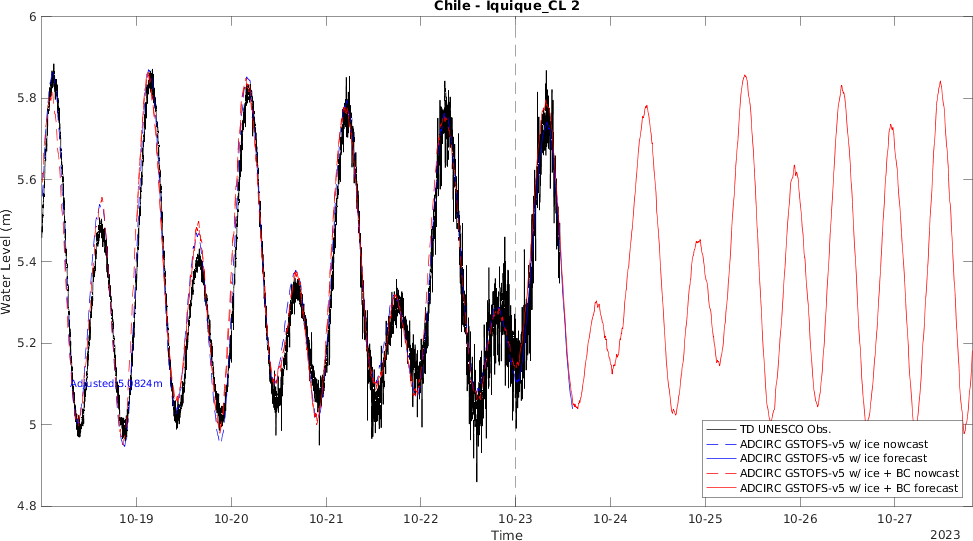 Chile - Iquique_CL 2
6
5.8
5.6
5.4
5.2
5
4.8
Water Level (m)
Adjusted:5.0824m
TD UNESCO Obs.
ADCIRC GSTOFS-v5 w/ ice nowcast
ADCIRC GSTOFS-v5 w/ ice forecast
ADCIRC GSTOFS-v5 w/ ice + BC nowcast
ADCIRC GSTOFS-v5 w/ ice + BC forecast
10-19 10-20 10-21 10-22 10-23 10-24 10-25 10-26 10-27
Time
2023